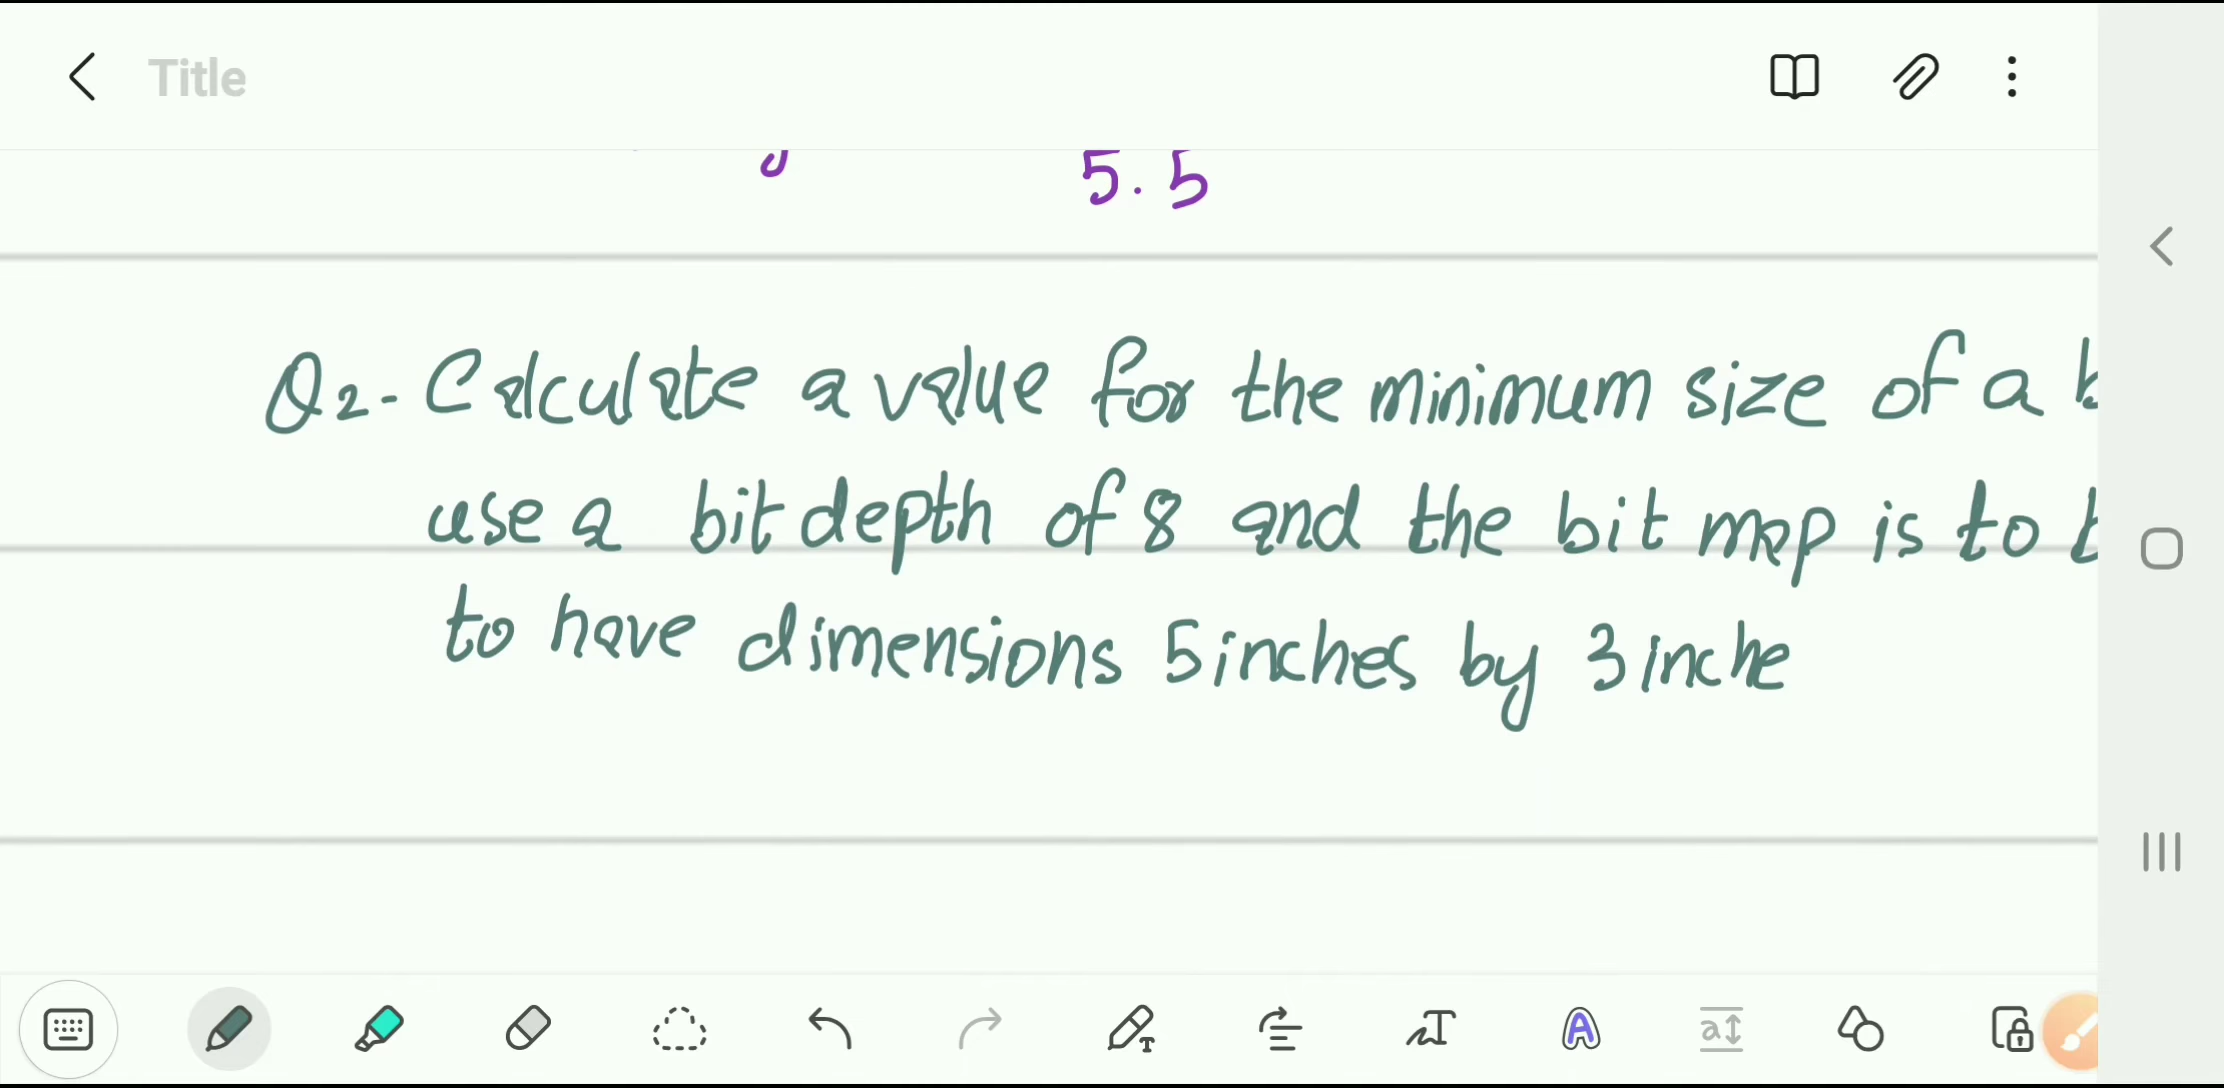 Title
5.5
Q2- Calculate a value for the minimum size of a
use a bit depth of 8 and the bit map is to
to have dimensions 5 inches by 3 inche